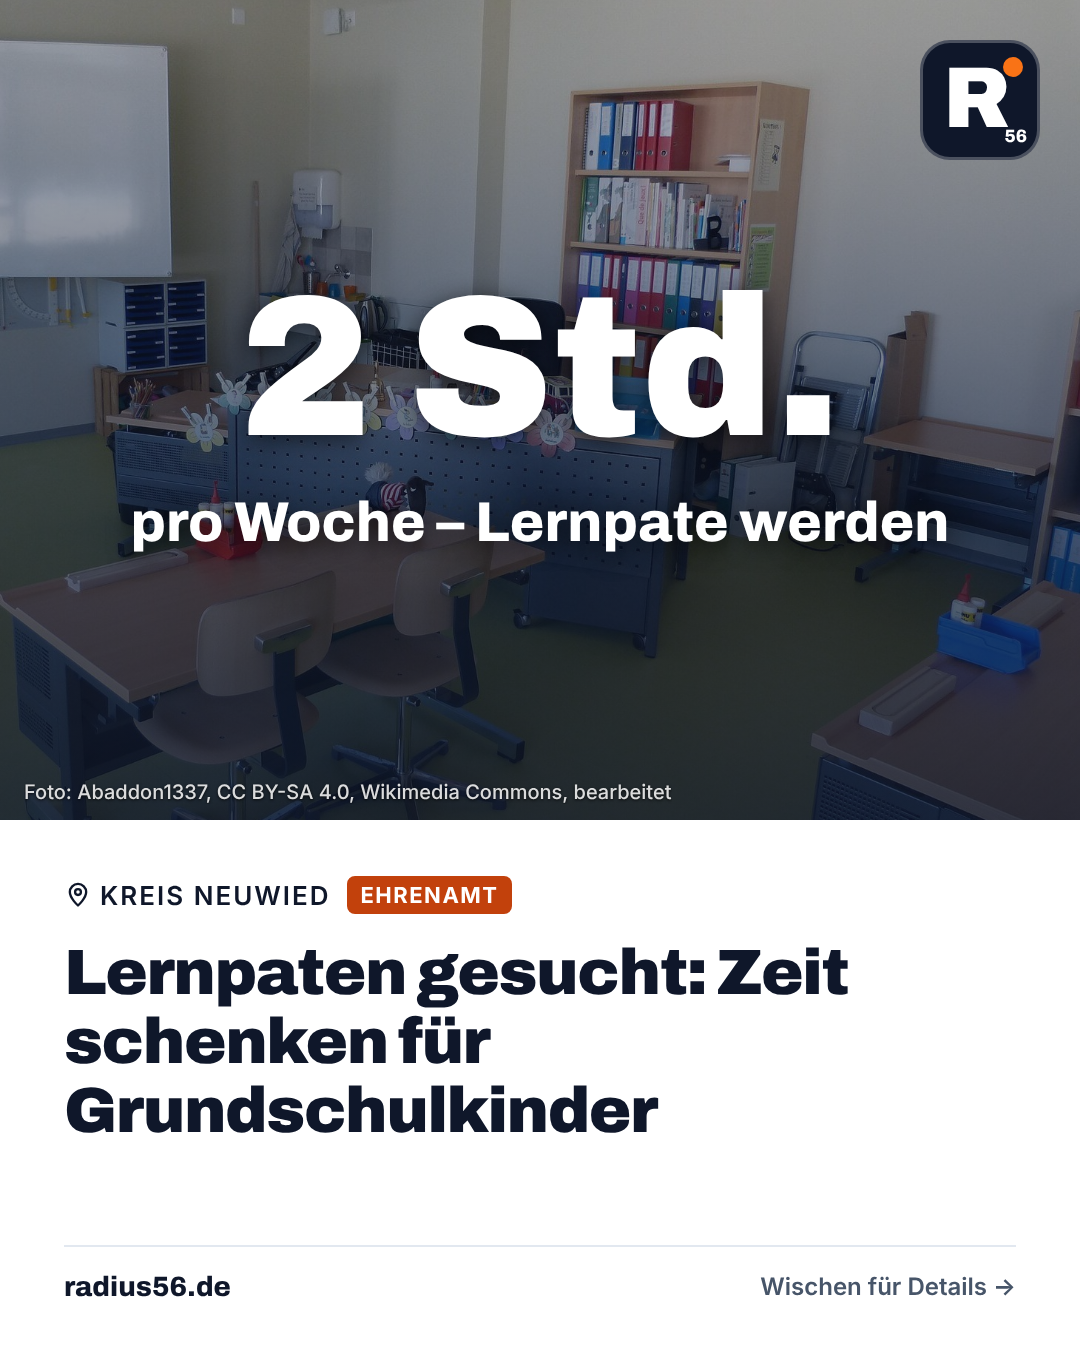 R
56
2 Std.
pro Woche – Lernpate werden
Foto: Abaddon1337, CC BY-SA 4.0, Wikimedia Commons, bearbeitet
KREIS NEUWIED EHRENAMT
Lernpaten gesucht: Zeit
schenken für
Grundschulkinder
radius56.de
Wischen für Details →